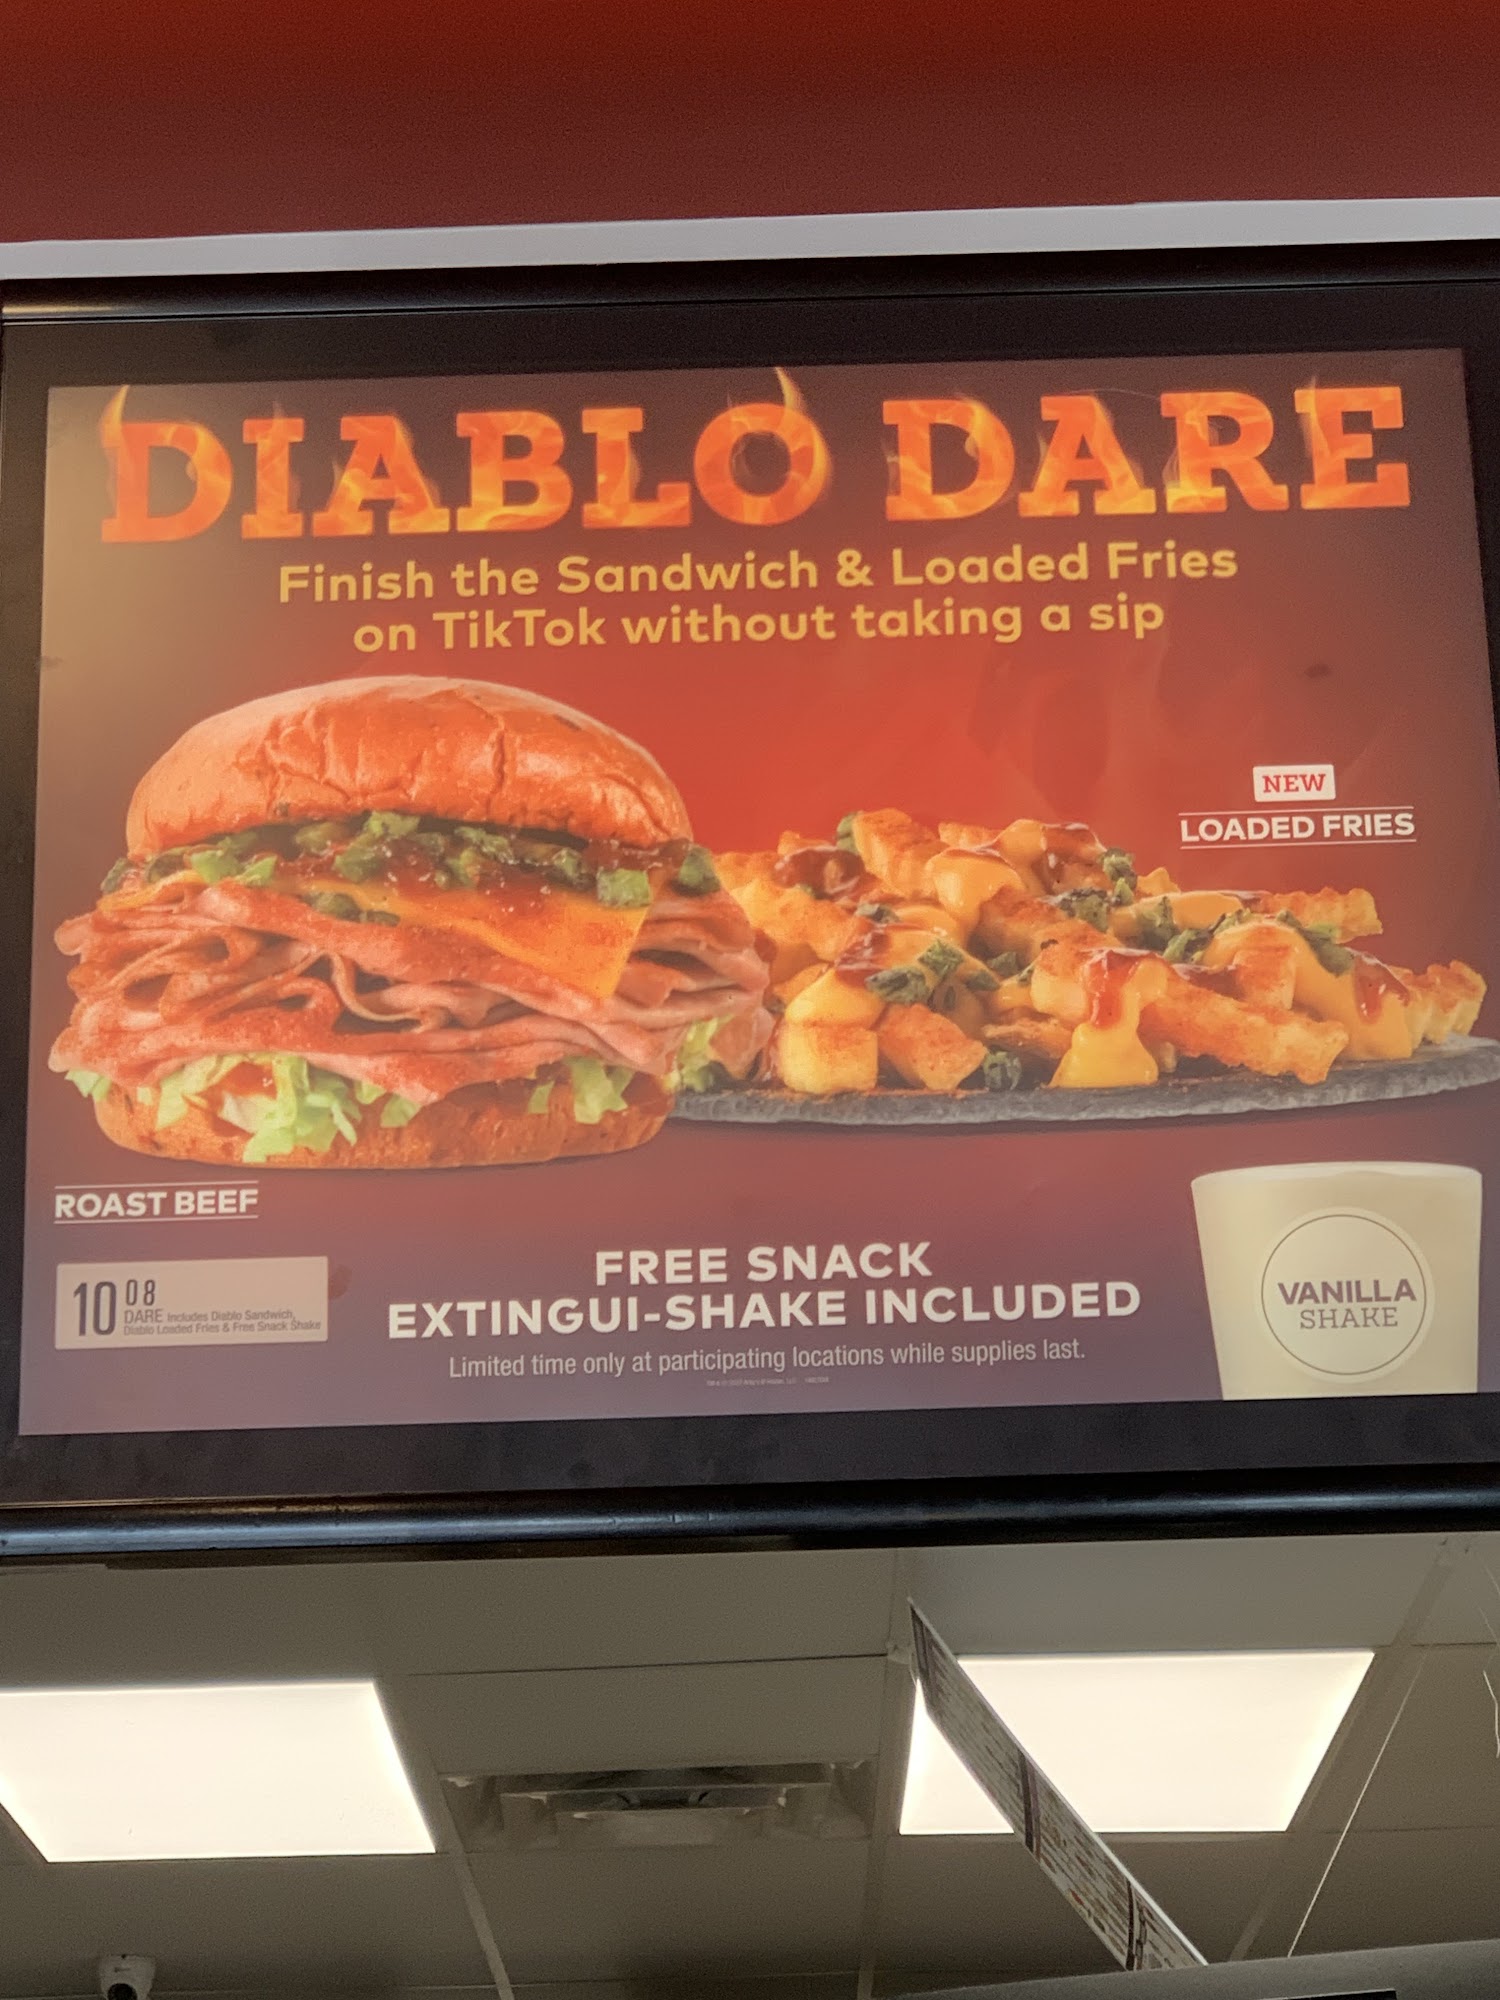 DIABLO DARE
Finish the Sandwich & Loaded Fries
on TikTok without taking a sip
NEW
LOADED FRIES
ROAST BEEF
10 08
DARE Includes Diablo Sandwich,
Diablo Loaded Fries & Free Snack Shake
FREE SNACK
EXTINGUI-SHAKE INCLUDED
Limited time only at participating locations while supplies last.
VANILLA
SHAKE